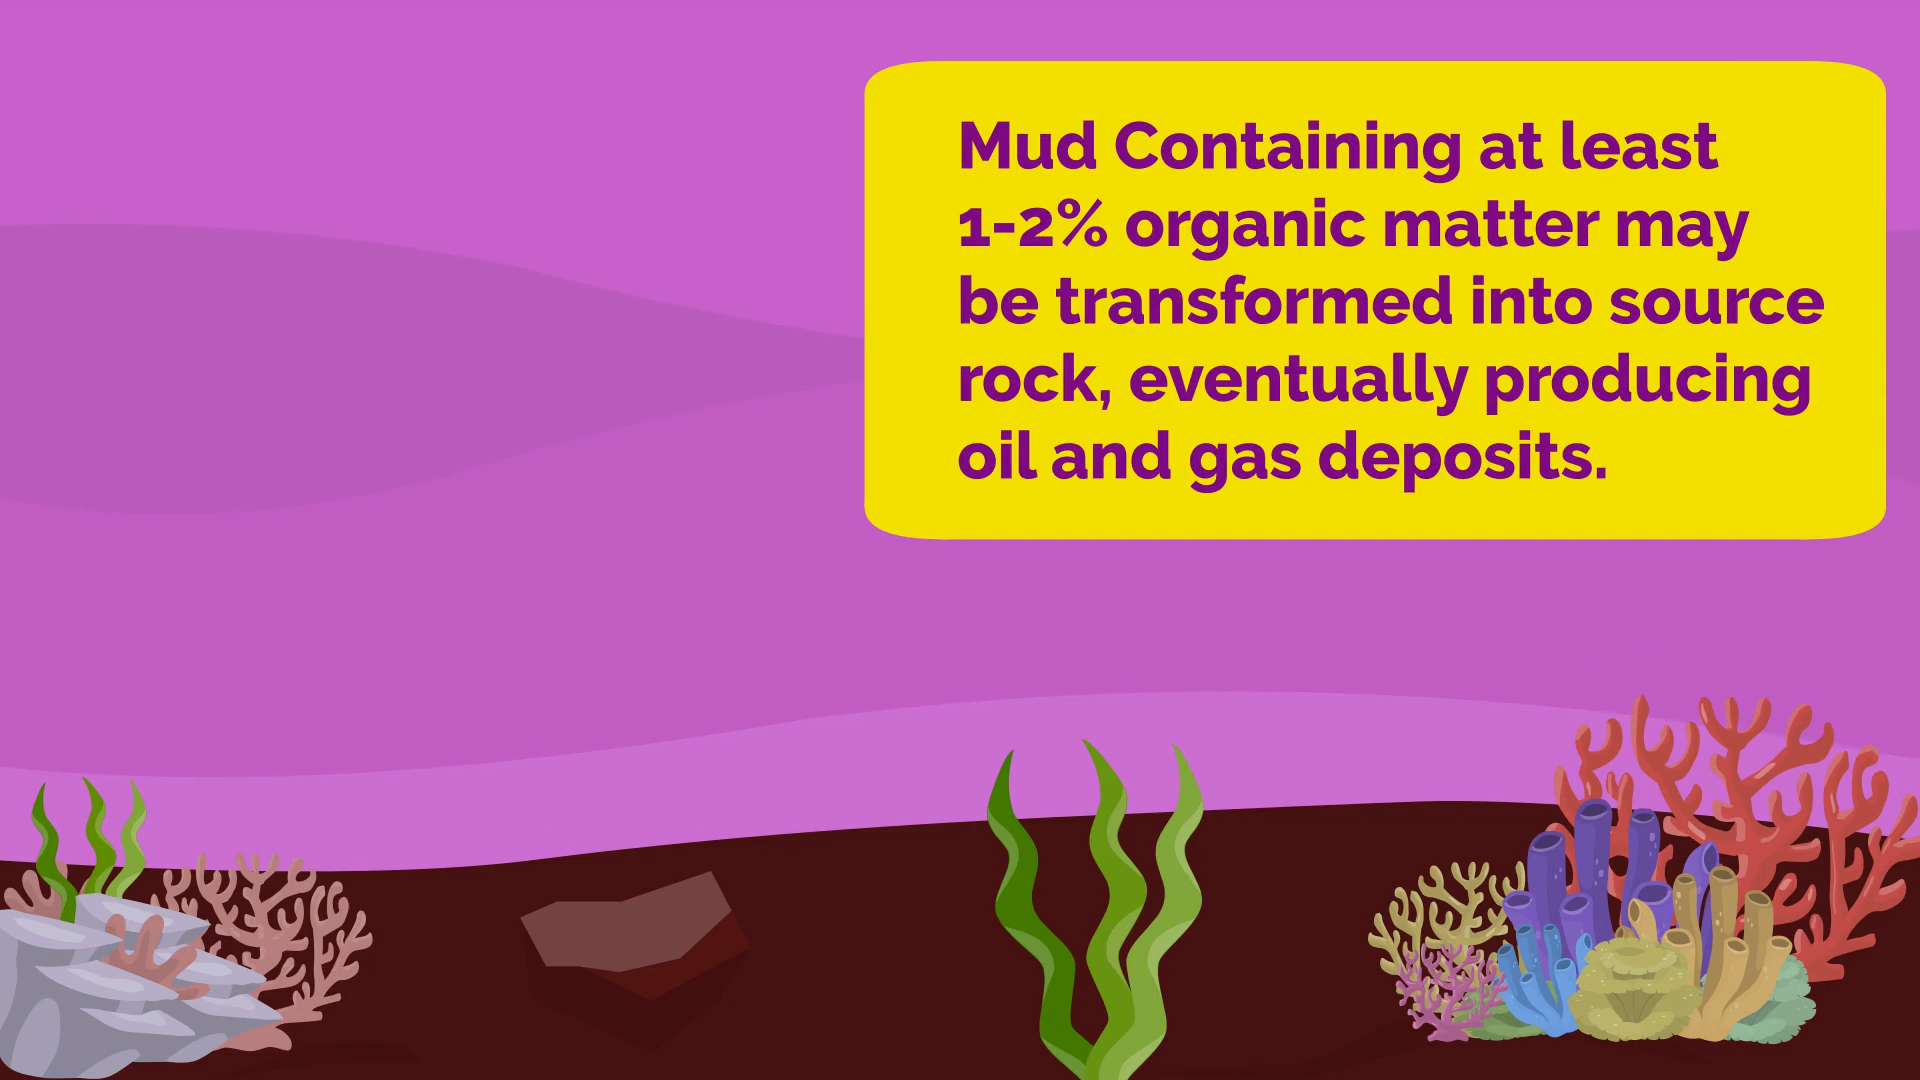 Mud Containing at least
1-2% organic matter may
be transformed into source
rock, eventually producing
oil and gas deposits.